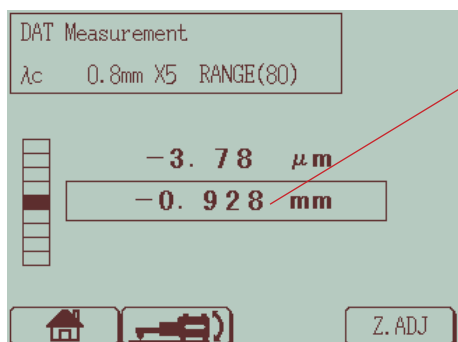 DAT Measurement
λc 0.8mm X5 RANGE(80)
−3.78 μm
−0.928 mm
Z.ADJ